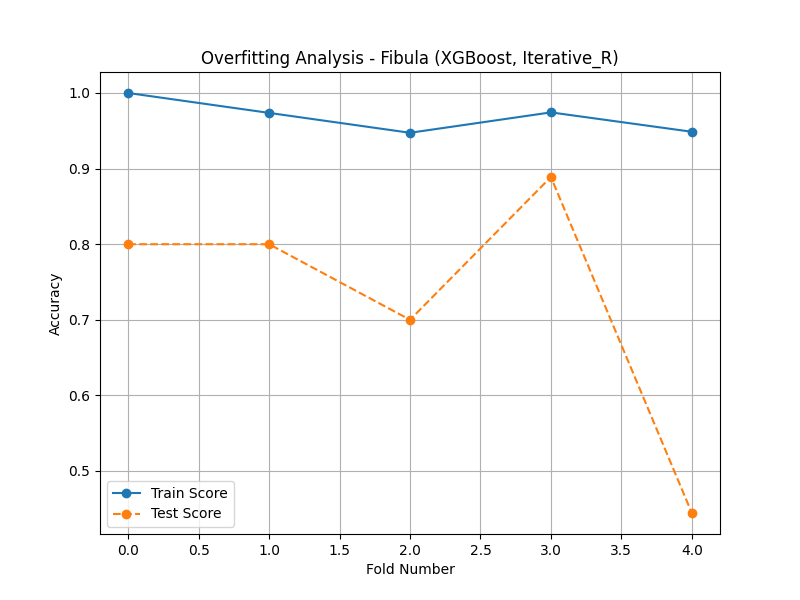 Overfitting Analysis - Fibula (XGBoost, Iterative_R)
1.0
0.9
0.8
0.7
0.6
0.5
Accuracy
Train Score
Test Score
0.0 0.5 1.0 1.5 2.0 2.5 3.0 3.5 4.0
Fold Number